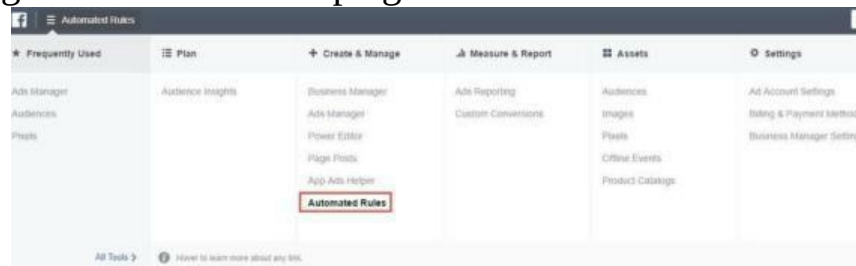 Automated Rules
Frequently Used
Plan
Create & Manage
Measure & Report
Assets
Settings
Ads Manager
Audiences
Pixels
Audience Insights
Business Manager
Ads Manager
Power Editor
Page Posts
App Ads Helper
Automated Rules
Ads Reporting
Custom Conversions
Audiences
Images
Pixels
Offline Events
Product Catalogs
Ad Account Settings
Billing & Payment
Business Manager
All Tools >
Hover to learn more about any link.